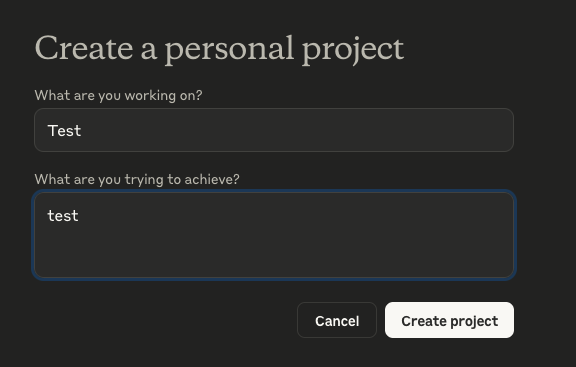 Create a personal project
What are you working on?
Test
What are you trying to achieve?
test
Cancel
Create project